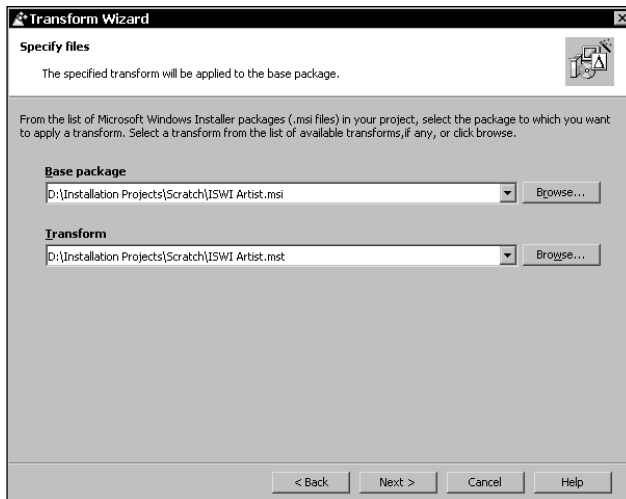 Transform Wizard
Specify files
The specified transform will be applied to the base package.
From the list of Microsoft Windows Installer packages (.msi files) in your project, select the package to which you want
to apply a transform. Select a transform from the list of available transforms,if any, or click browse.
Base package
D:\Installation Projects\Scratch\ISWI Artist.msi
Browse...
Transform
D:\Installation Projects\Scratch\ISWI Artist.mst
Browse...
< Back Next > Cancel Help